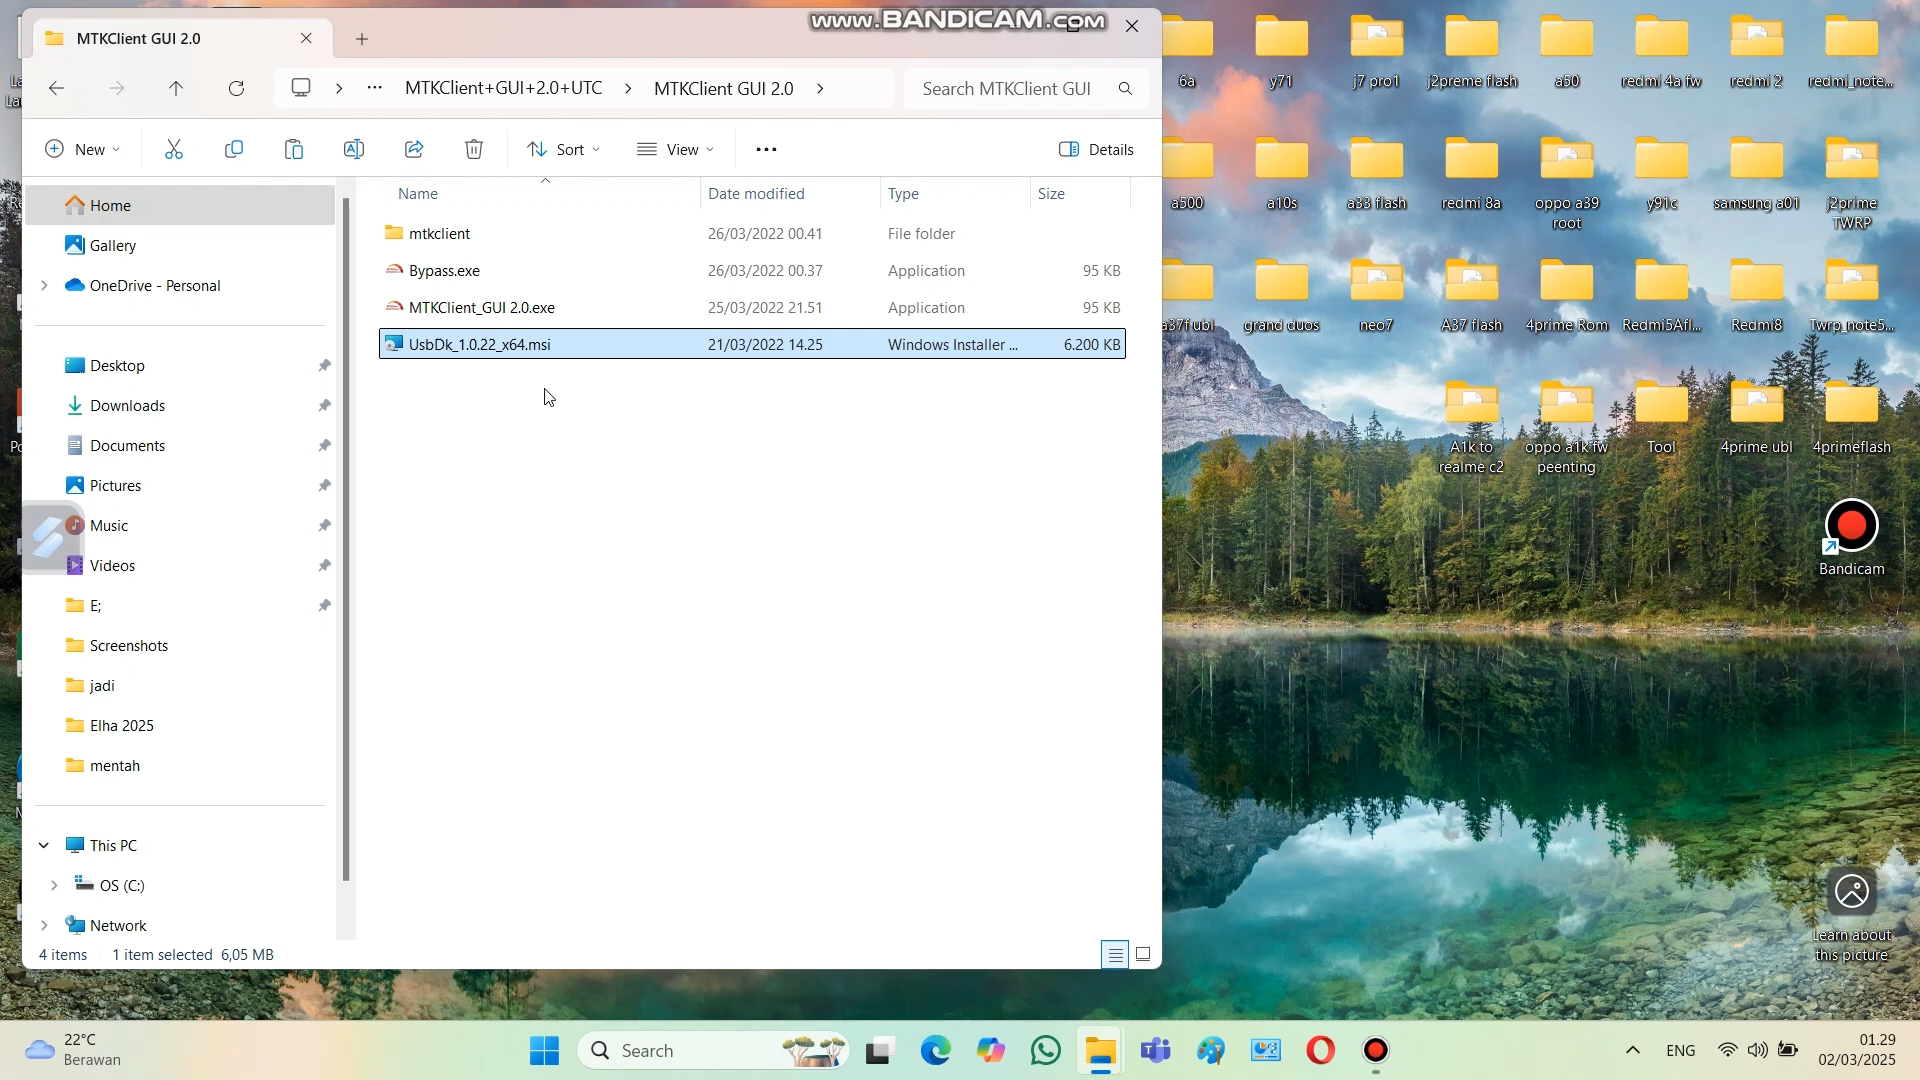 www.BANDICAM.com
MTKClient GUI 2.0
MTKClient+GUI+2.0+UTC
MTKClient GUI 2.0
Search MTKClient GUI
New
Sort
View
Details
Name
Date modified
Type
Size
mtkclient
26/03/2022 00.41
File folder
Bypass.exe
26/03/2022 00.37
Application
95 KB
MTKClient_GUI 2.0.exe
25/03/2022 21.51
Application
95 KB
UsbDk_1.0.22_x64.msi
21/03/2022 14.25
Windows Installer ...
6.200 KB
Home
Gallery
OneDrive - Personal
Desktop
Downloads
Documents
Pictures
Music
Videos
E;
Screenshots
jadi
Elha 2025
mentah
This PC
OS (C:)
Network
4 items
1 item selected 6,05 MB
6a
y71
j7 pro1
j2preme flash
a50
redmi 4a fw
redmi 2
redmi_note...
a500
a10s
a33 flash
redmi 8a
oppo a39
root
y91c
samsung a01
j2prime
TWRP
a37f ubl
grand duos
neo7
A37 flash
4prime Rom
Redmi5Afl...
Redmi8
Twrp_note5...
A1k to
realme c2
oppo a1k fw
peenting
Tool
4prime ubl
4primeflash
Bandicam
Learn about
this picture
22°C
Berawan
Search
ENG
01.29
02/03/2025